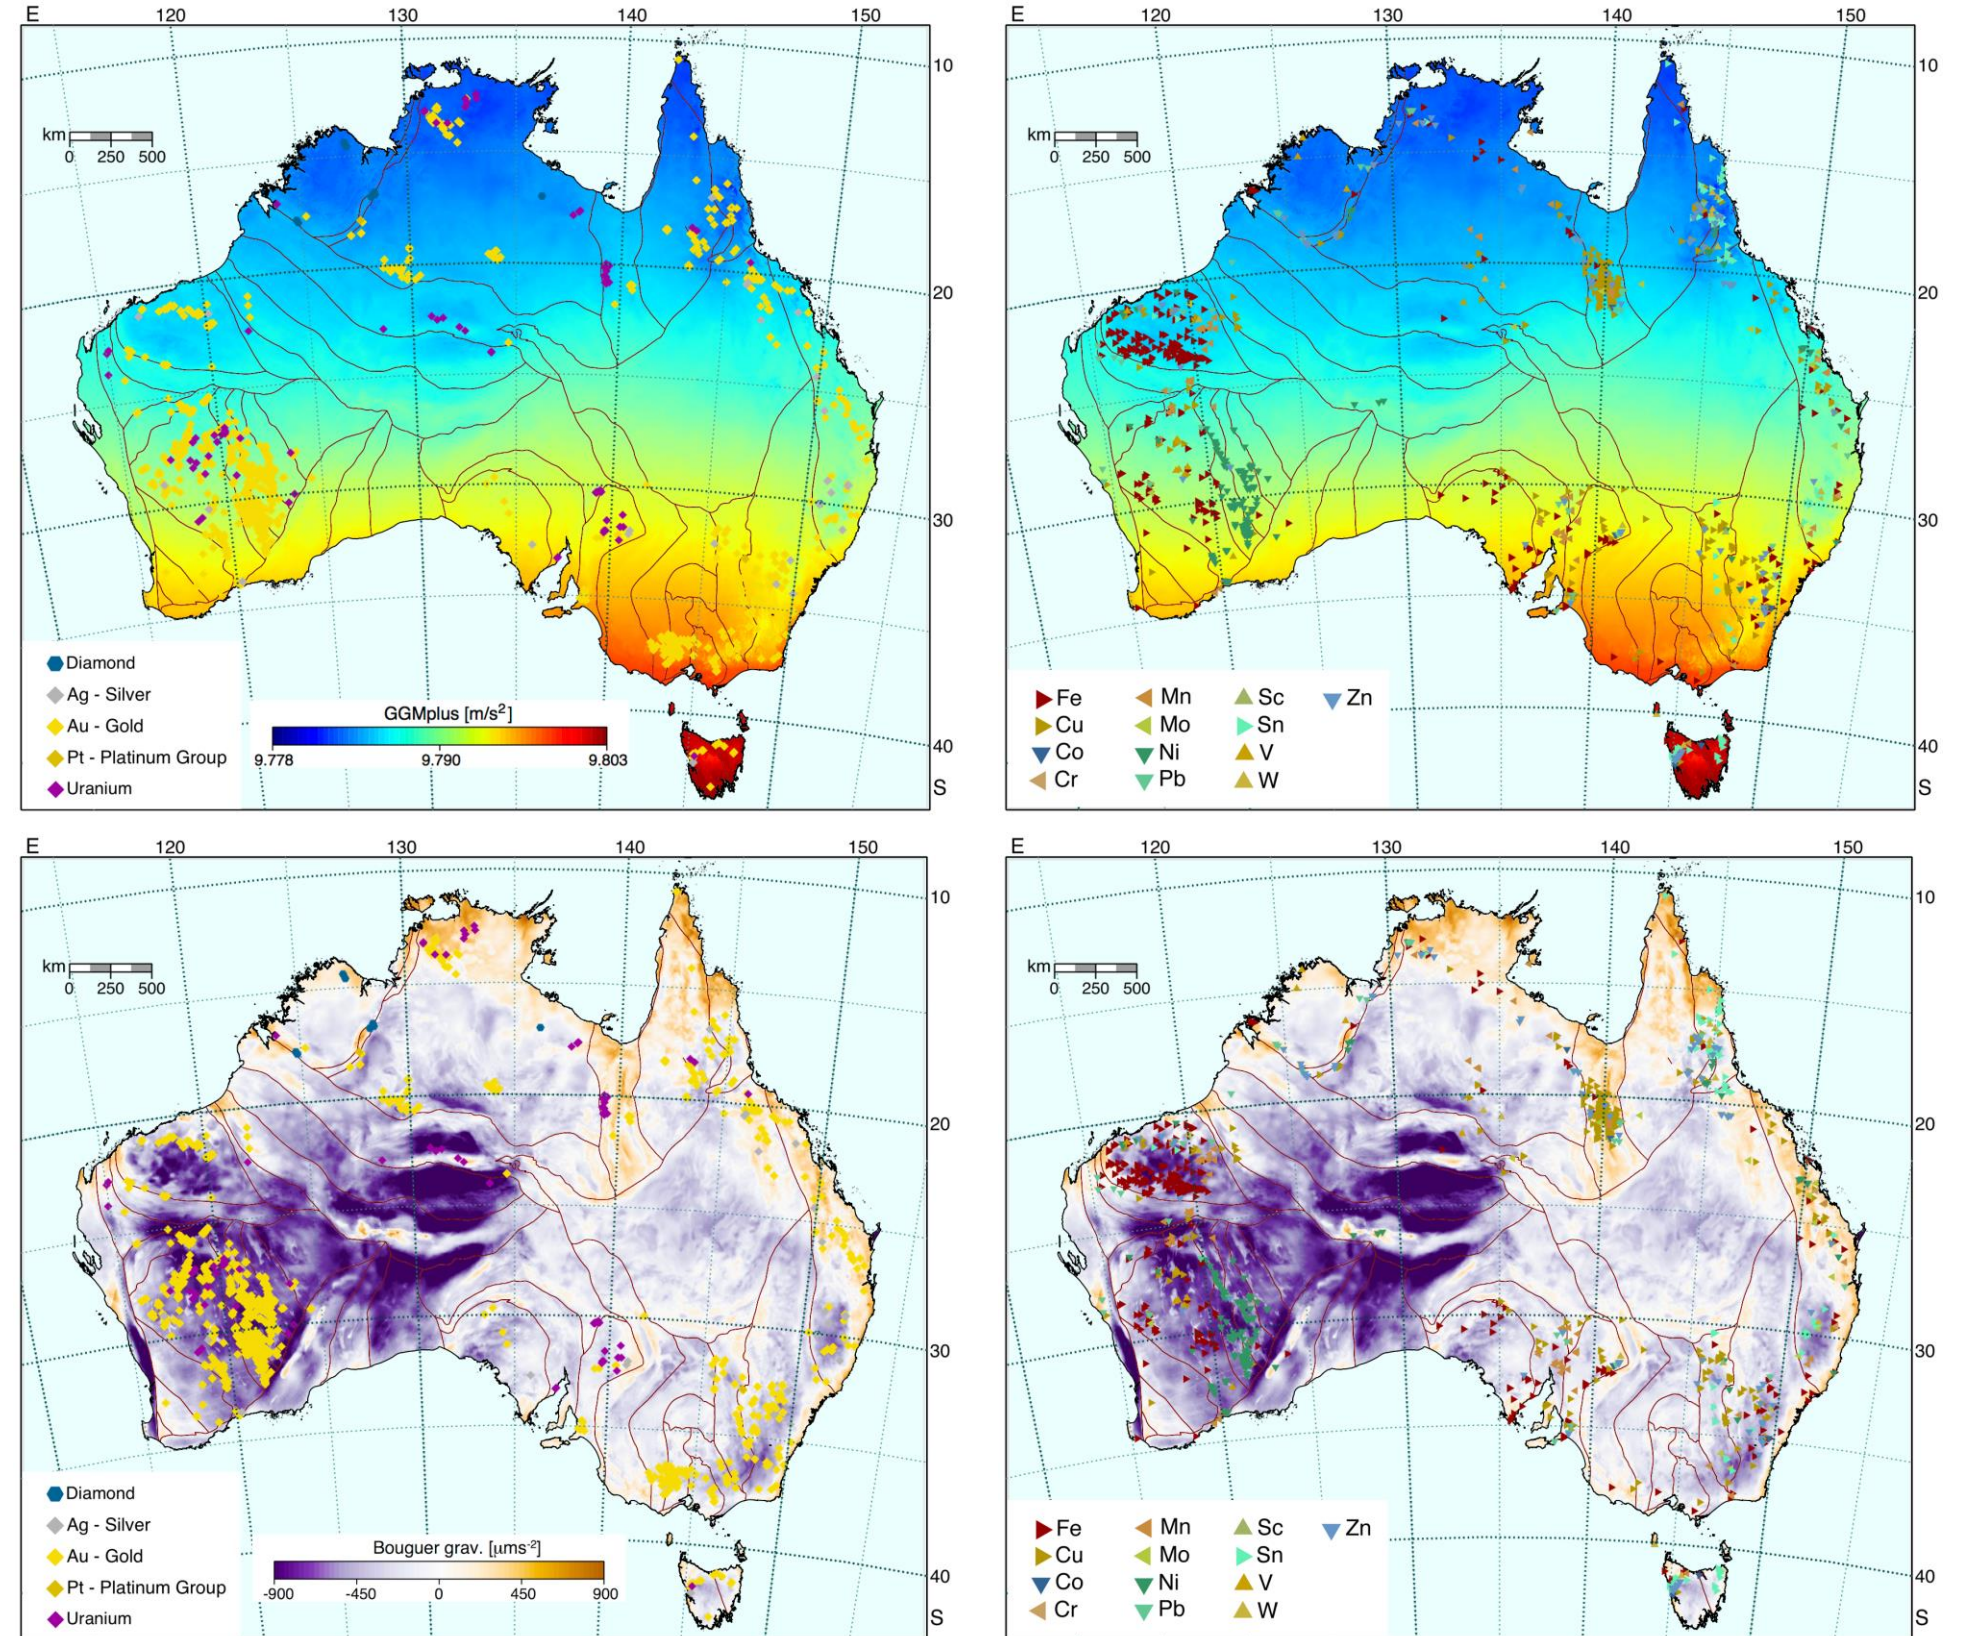 E 120 130 140 150
10
km
0 250 500
20
30
Diamond
Ag - Silver
Au - Gold
Pt - Platinum Group
Uranium
GGMplus [m/s²]
9.778 9.790 9.803
40
S
E 120 130 140 150
10
km
0 250 500
20
30
Fe Mn Sc Zn
Cu Mo Sn
Co Ni V
Cr Pb W
40
S
E 120 130 140 150
10
km
0 250 500
20
30
Diamond
Ag - Silver
Au - Gold
Pt - Platinum Group
Uranium
Bouguer grav. [µms⁻²]
-900 -450 0 450 900
40
S
E 120 130 140 150
10
km
0 250 500
20
30
Fe Mn Sc Zn
Cu Mo Sn
Co Ni V
Cr Pb W
40
S